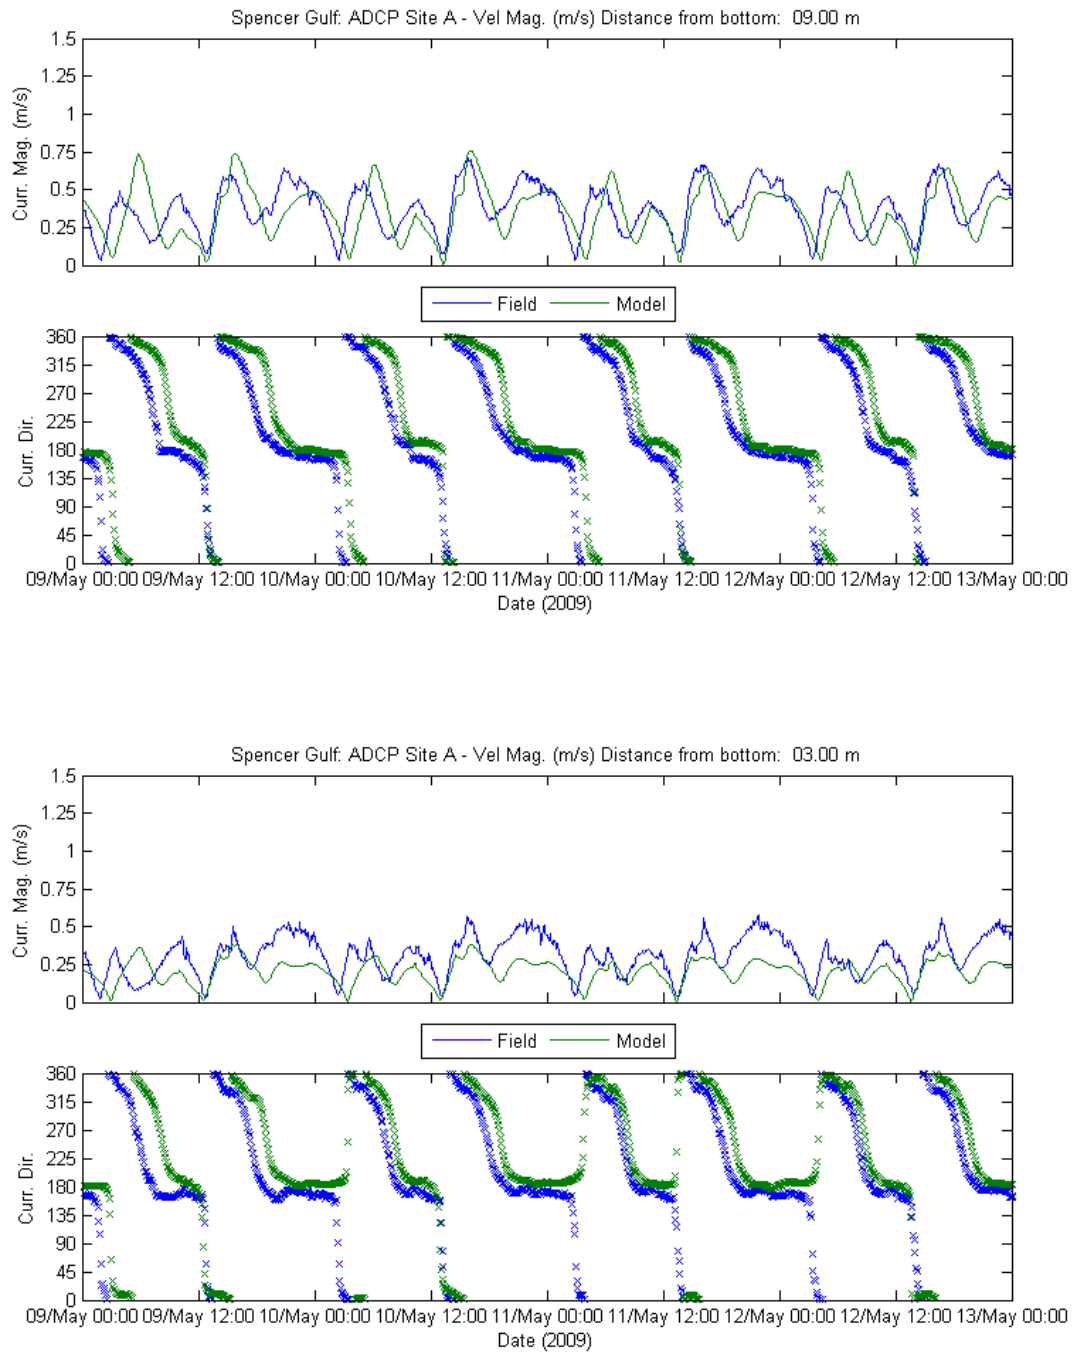 Spencer Gulf: ADCP Site A - Vel Mag. (m/s) Distance from bottom: 09.00 m
1.5
1.25
1
0.75
0.5
0.25
0
Curr. Mag. (m/s)
Field Model
360
315
270
225
180
135
90
45
0
Curr. Dir.
09/May 00:00 09/May 12:00 10/May 00:00 10/May 12:00 11/May 00:00 11/May 12:00 12/May 00:00 12/May 12:00 13/May 00:00
Date (2009)
Spencer Gulf: ADCP Site A - Vel Mag. (m/s) Distance from bottom: 03.00 m
1.5
1.25
1
0.75
0.5
0.25
0
Curr. Mag. (m/s)
Field Model
360
315
270
225
180
135
90
45
0
Curr. Dir.
09/May 00:00 09/May 12:00 10/May 00:00 10/May 12:00 11/May 00:00 11/May 12:00 12/May 00:00 12/May 12:00 13/May 00:00
Date (2009)